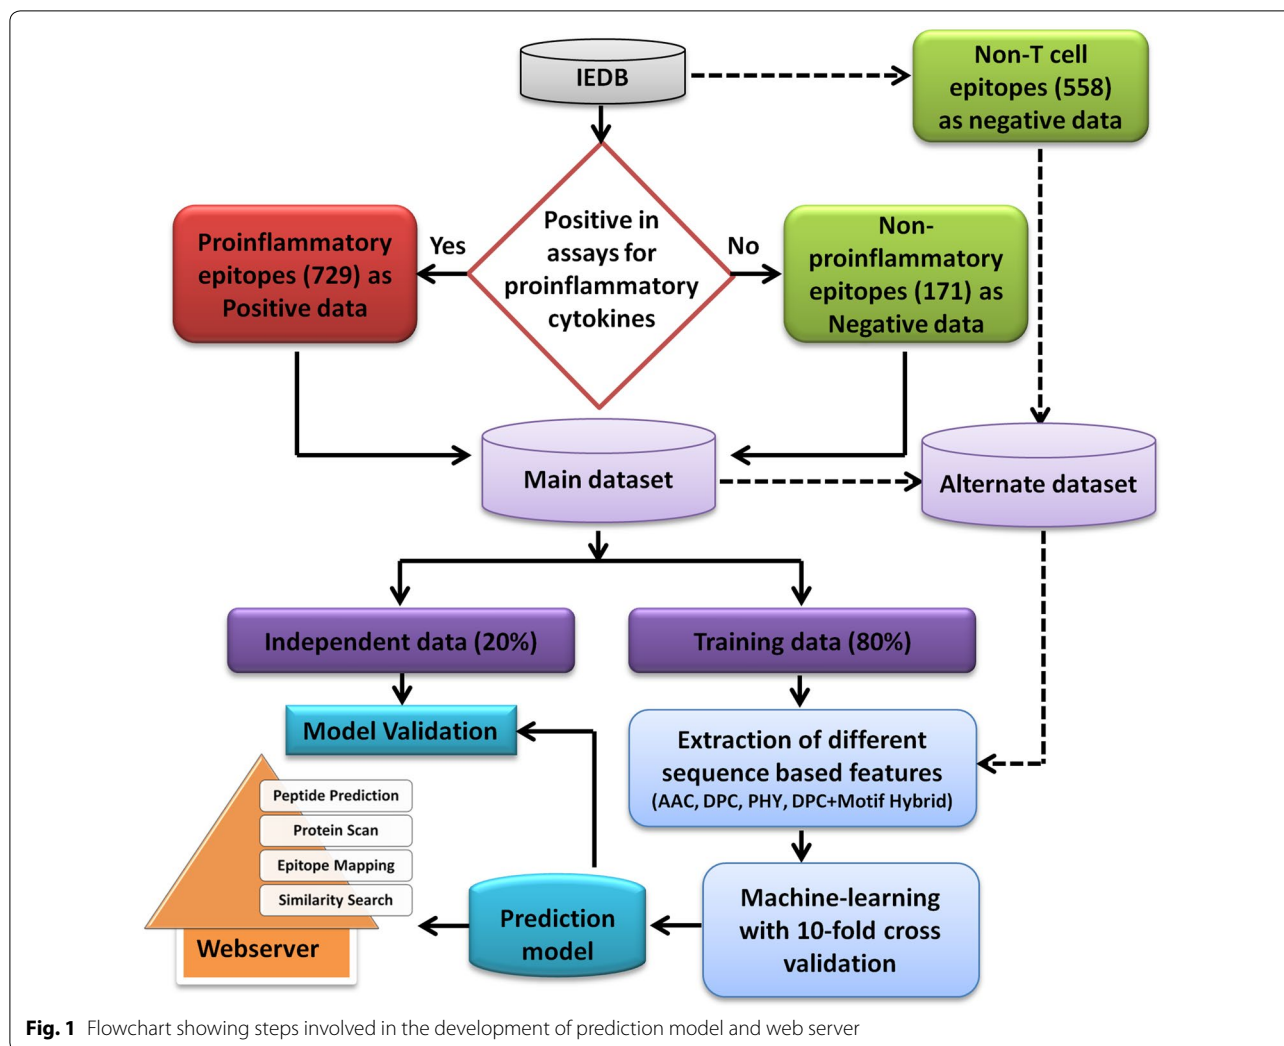 IEDB
Non-T cell
epitopes (558)
as negative data
Positive in
assays for
proinflammatory
cytokines
Yes
No
Proinflammatory
epitopes (729) as
Positive data
Non-
proinflammatory
epitopes (171) as
Negative data
Main dataset
Alternate dataset
Independent data (20%)
Training data (80%)
Model Validation
Extraction of different
sequence based features
(AAC, DPC, PHY, DPC+Motif Hybrid)
Peptide Prediction
Protein Scan
Epitope Mapping
Similarity Search
Webserver
Prediction
model
Machine-learning
with 10-fold cross
validation
Fig. 1 Flowchart showing steps involved in the development of prediction model and web server